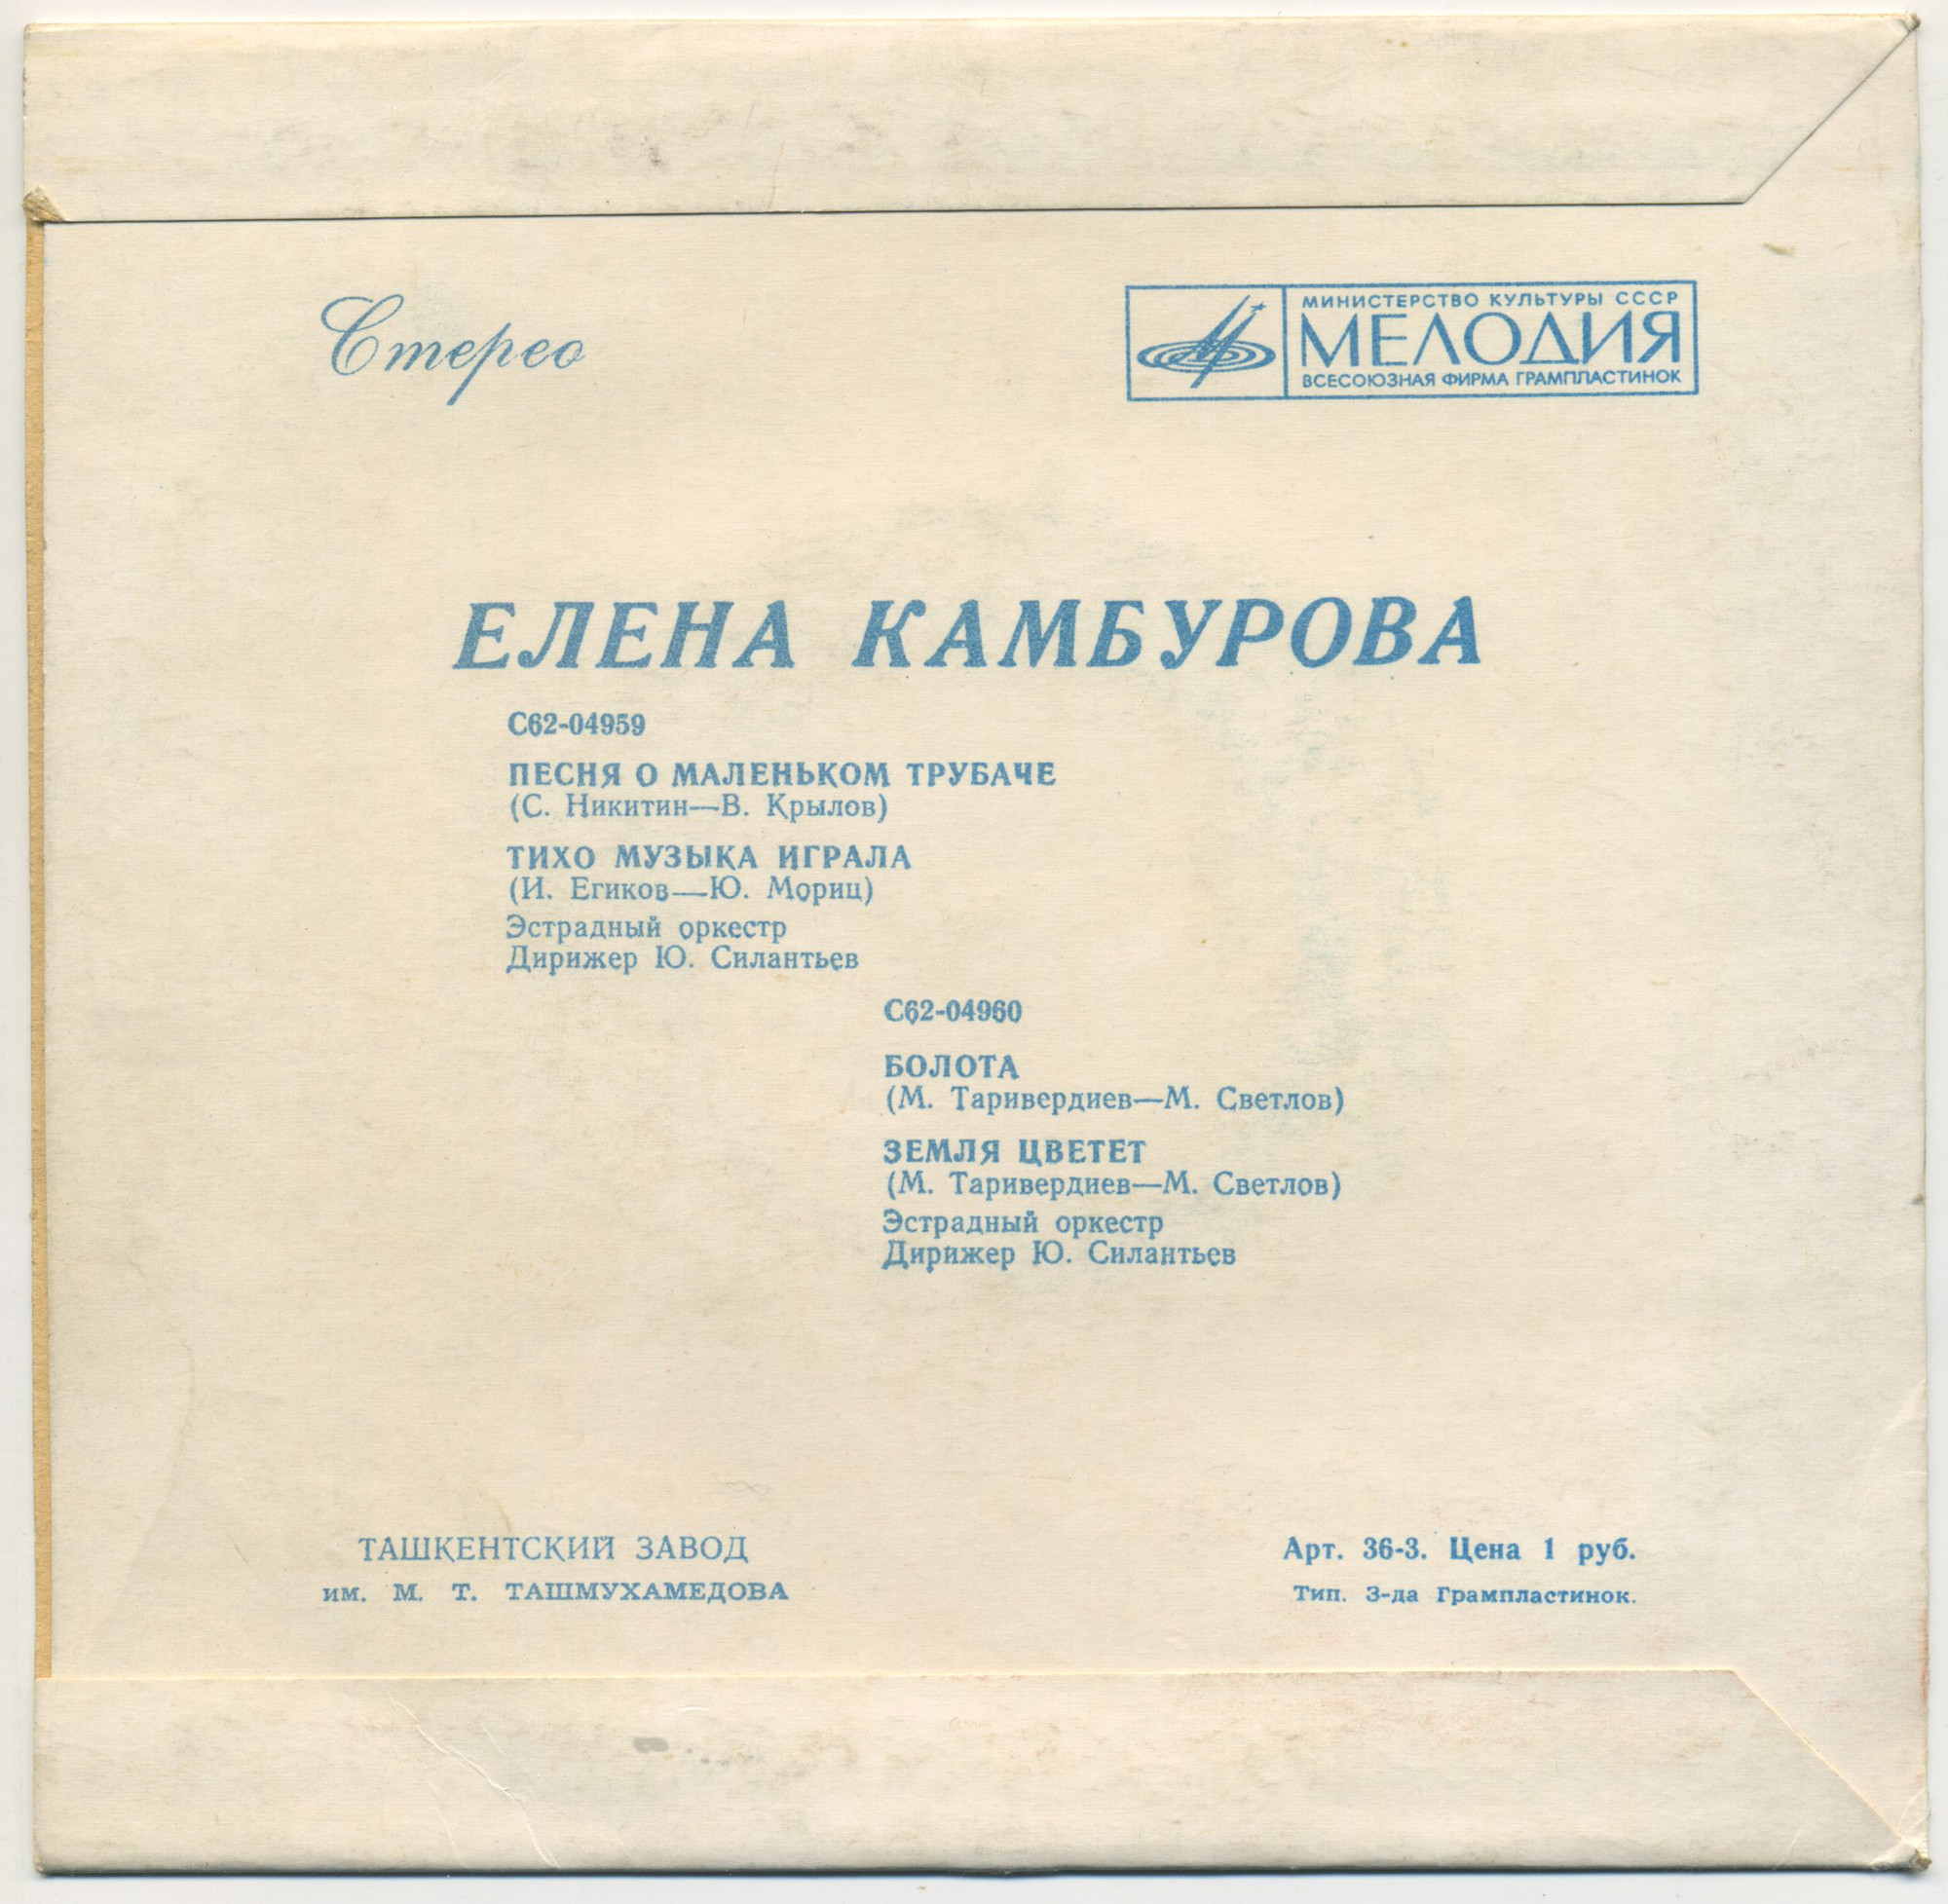 Стерео
МИНИСТЕРСТВО КУЛЬТУРЫ СССР
МЕЛОДИЯ
ВСЕСОЮЗНАЯ ФИРМА ГРАМПЛАСТИНОК
ЕЛЕНА КАМБУРОВА
С62-04959
ПЕСНЯ О МАЛЕНЬКОМ ТРУБАЧЕ
(С. Никитин—В. Крылов)
ТИХО МУЗЫКА ИГРАЛА
(И. Егиков—Ю. Мориц)
Эстрадный оркестр
Дирижер Ю. Силантьев
С62-04960
БОЛОТА
(М. Таривердиев—М. Светлов)
ЗЕМЛЯ ЦВЕТЕТ
(М. Таривердиев—М. Светлов)
Эстрадный оркестр
Дирижер Ю. Силантьев
ТАШКЕНТСКИЙ ЗАВОД
им. М. Т. ТАШМУХАМЕДОВА
Арт. 36-3. Цена 1 руб.
Тип. З-да Грампластинок.